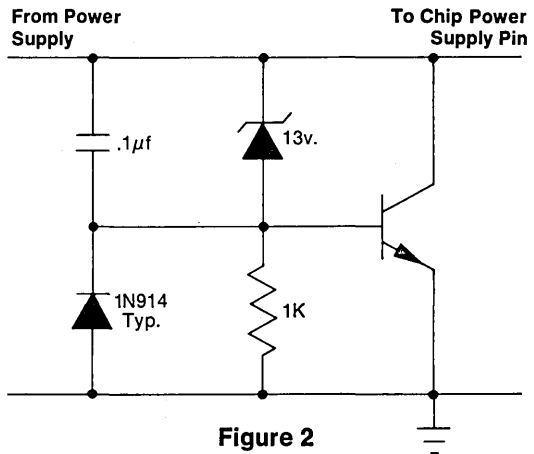 From Power
Supply
To Chip Power
Supply Pin
.1μf
13v.
1N914
Typ.
1K
Figure 2